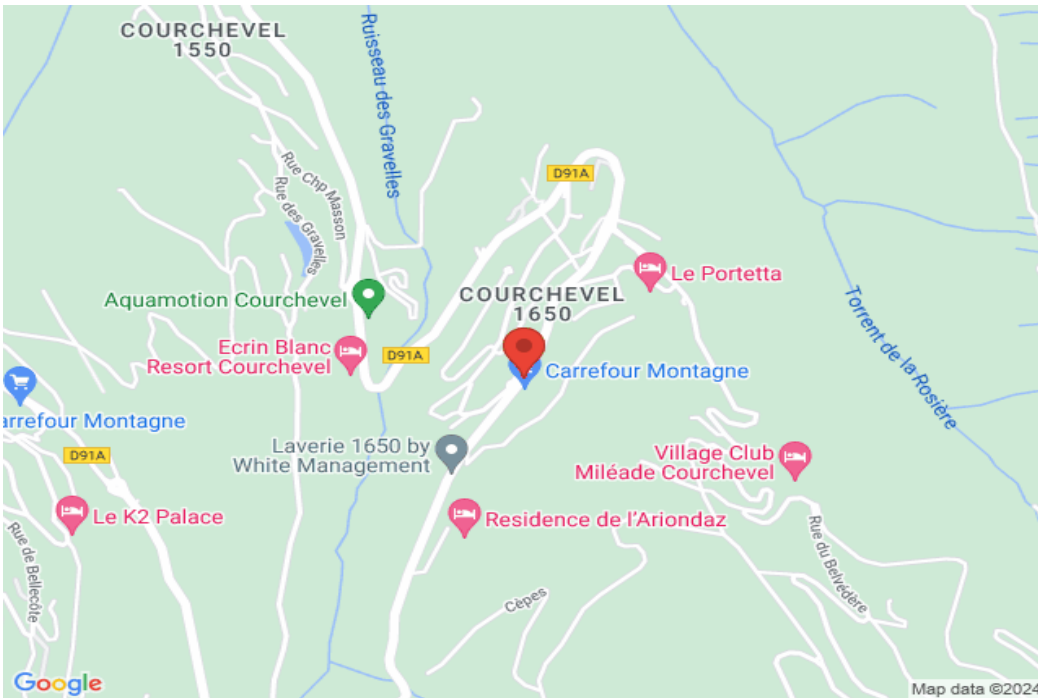 COURCHEVEL
1550
Ruisseau des Gravelles
Rue Chp Masson
Rue des Gravelles
D91A
Le Portetta
Aquamotion Courchevel
COURCHEVEL
1650
Torrent de la Rosière
Ecrin Blanc
Resort Courchevel
D91A
Carrefour Montagne
arrefour Montagne
D91A
Laverie 1650 by
White Management
Village Club
Miléade Courchevel
Le K2 Palace
Residence de l'Ariondaz
Rue de Bellecôte
Rue du Belvédère
Cèpes
Google
Map data ©2024